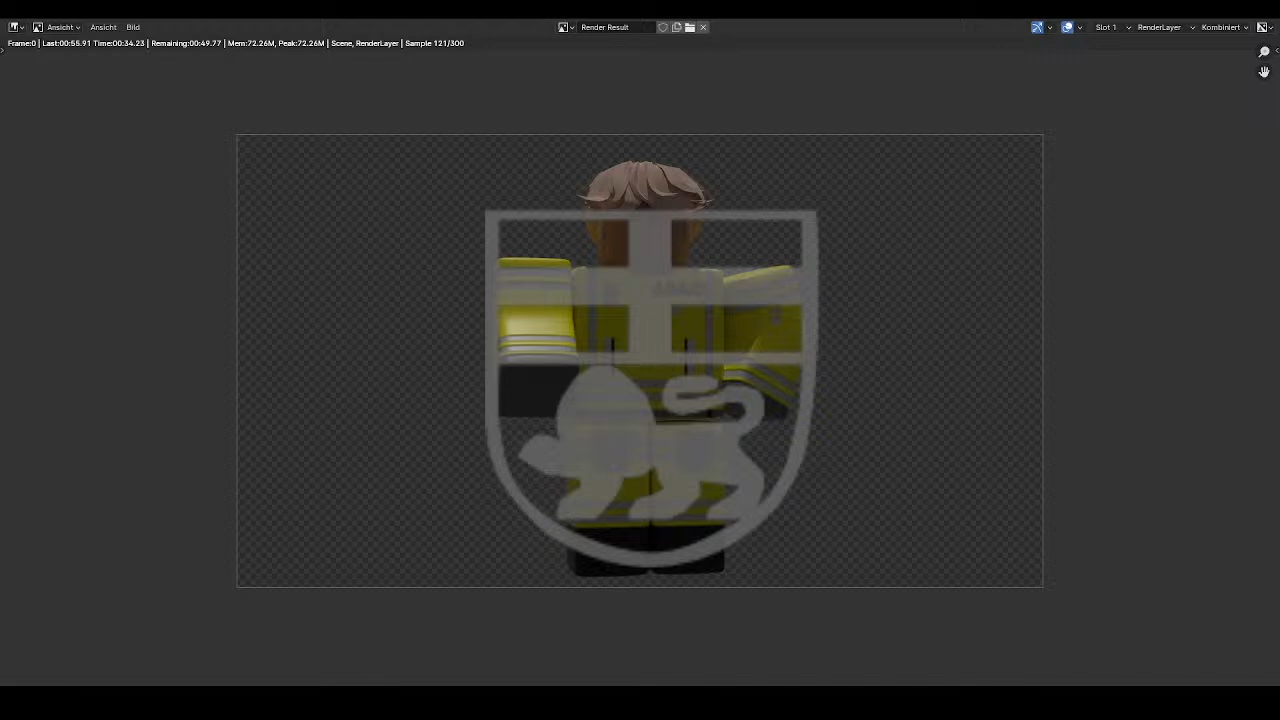 Ansicht Ansicht Bild Render Result Slot 1 RenderLayer Kombiniert
Frame:0 | Last:00:55.91 Time:00:34.23 | Remaining:00:49.77 | Mem:72.26M, Peak:72.26M | Scene, RenderLayer | Sample 121/300